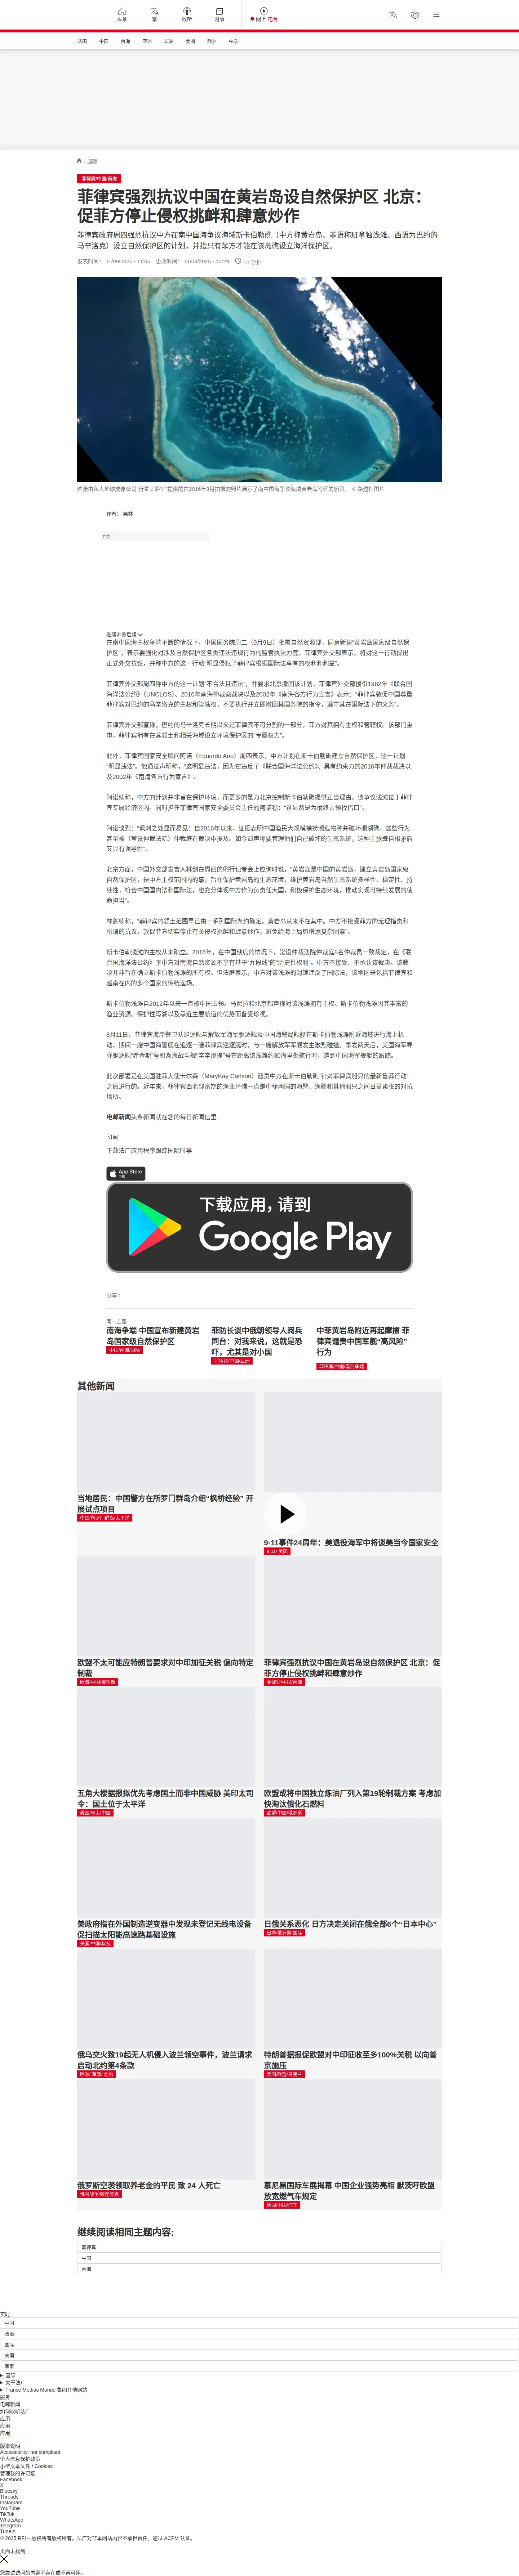 头条
繁
收听
时事
网上 电台
法国
中国
台海
亚洲
非洲
美洲
欧洲
中东
国际
菲律宾/中国/南海
菲律宾强烈抗议中国在黄岩岛设自然保护区 北京：
促菲方停止侵权挑衅和肆意炒作
菲律宾政府周四强烈抗议中方在南中国海争议海域斯卡伯勒礁（中方称黄岩岛、菲语称班拿独浅滩、西语为巴约的
马辛洛克）设立自然保护区的计划，并指只有菲方才能在该岛礁设立海洋保护区。
发表时间： 11/09/2025 - 11:05 更改时间： 11/09/2025 - 13:29 10 分钟
这张由私人地球成像公司“行星实验室”提供的在2016年3月拍摄的照片展示了南中国海争议海域黄岩岛附近的船只。 © 路透社图片
作者： 弗林
广告
继续浏览后续
在南中国海主权争端不断的情况下，中国国务院周二（9月9日）批覆自然资源部，同意新建“黄岩岛国家级自然保
护区”，表示要强化对涉及自然保护区各类违法违规行为的监管执法力度。菲律宾外交部表示，将对这一行动提出
正式外交抗议，并称中方的这一行动“明显侵犯了菲律宾根据国际法享有的权利和利益”。
菲律宾外交部周四称中方的这一计划“不合法且违法”，并要求北京撤回该计划。菲律宾外交部援引1982年《联合国
海洋法公约》（UNCLOS）、2016年南海仲裁案裁决以及2002年《南海各方行为宣言》表示：“菲律宾敦促中国尊重
菲律宾对巴约的马辛洛克的主权和管辖权，不要执行并立即撤回其国务院的指令，遵守其在国际法下的义务”。
菲律宾外交部宣称，巴约的马辛洛克长期以来是菲律宾不可分割的一部分，菲方对其拥有主权和管辖权。该部门重
申，菲律宾拥有在其领土和相关海域设立环境保护区的“专属权力”。
此外，菲律宾国家安全顾问阿诺（Eduardo Ano）周四表示，中方计划在斯卡伯勒礁建立自然保护区，这一计划
“明显违法”。他通过声明称，“这明显违法，因为它违反了《联合国海洋法公约》、具有约束力的2016年仲裁裁决以
及2002年《南海各方行为宣言》”。
阿诺续称，中方的计划并非旨在保护环境，而更多的是为北京控制斯卡伯勒礁提供正当理由。该争议浅滩位于菲律
宾专属经济区内。同时担任菲律宾国家安全委员会主任的阿诺称：“这显然是为最终占领找借口”。
阿诺谈到：“讽刺之处显而易见：自2016年以来，证据表明中国渔民大规模捕捞濒危物种并破坏珊瑚礁，这些行为
甚至被（常设仲裁法院）仲裁庭在裁决中提及。如今却声称要管理他们自己破坏的生态系统，这种主张既自相矛盾
又具有误导性”。
北京方面，中国外交部发言人林剑在周四的例行记者会上应询时说，“黄岩岛是中国的黄岩岛，建立黄岩岛国家级
自然保护区，是中方主权范围内的事，旨在保护黄岩岛的生态环境，维护黄岩岛自然生态系统多样性、稳定性、持
续性，符合中国国内法和国际法，也充分体现中方作为负责任大国，积极保护生态环境，推动实现可持续发展的使
命担当”。
林剑续称，“菲律宾的领土范围早已由一系列国际条约确定，黄岩岛从来不在其中。中方不接受菲方的无理指责和
所谓的抗议，敦促菲方切实停止有关侵权挑衅和肆意炒作，避免给海上局势增添复杂因素”。
斯卡伯勒浅滩的主权从未确立。2016年，在中国缺席的情况下，常设仲裁法院仲裁庭5名仲裁员一致裁定，在《联
合国海洋法公约》下中方对南海自然资源不享有基于“九段线”的“历史性权利”。中方不接受、不承认该裁决。该裁
决并非旨在确立斯卡伯勒浅滩的所有权，但法庭表示，中方对该浅滩的封锁违反了国际法，该地区是包括菲律宾和
越南在内的多个国家的传统渔场。
斯卡伯勒浅滩自2012年以来一直被中国占领。马尼拉和北京都声称对该浅滩拥有主权。斯卡伯勒浅滩因其丰富的
渔业资源、保护性泻湖以及靠近主要航道的优势而备受珍视。
8月11日，菲律宾海岸警卫队巡逻舰与解放军海军驱逐舰及中国海警局舰艇在斯卡伯勒浅滩附近海域进行海上机
动，期间一艘中国海警舰在追逐一艘菲律宾巡逻艇时，与一艘解放军军舰发生激烈碰撞。事发两天后，美国海军导
弹驱逐舰“希金斯”号和濒海战斗舰“辛辛那提”号在距离该浅滩约30海里处航行时，遭到中国海军舰艇的跟踪。
此次部署是在美国驻菲大使卡尔森（MaryKay Carlson）谴责中方在斯卡伯勒礁“针对菲律宾船只的最新鲁莽行动”
之后进行的。近年来，菲律宾西北部富饶的渔业环礁一直是中菲两国的海警、渔船和其他船只之间日益紧张的对抗
场所。
电邮新闻头条新闻就在您的每日新闻信里
订阅
下载法广应用程序跟踪国际时事
App Store
下载应用，请到
Google Play
分享 :
同一主题
南海争端 中国宣布新建黄岩
岛国家级自然保护区
中国/南海/国际
菲防长谈中俄朝领导人阅兵
同台：对我来说，这就是恐
吓，尤其是对小国
菲律宾/中国/亚洲
中菲黄岩岛附近再起摩擦 菲
律宾谴责中国军舰“高风险”
行为
菲律宾/中国/南海争端
其他新闻
当地居民：中国警方在所罗门群岛介绍“枫桥经验” 开
展试点项目
中国/所罗门群岛/太平洋
9·11事件24周年：美退役海军中将谈美当今国家安全
9·11/ 美国
欧盟不太可能应特朗普要求对中印加征关税 偏向特定
制裁
欧盟/中国/俄罗斯
菲律宾强烈抗议中国在黄岩岛设自然保护区 北京：促
菲方停止侵权挑衅和肆意炒作
菲律宾/中国/南海
五角大楼据报拟优先考虑国土而非中国威胁 美印太司
令：国土位于太平洋
美国/印太/中国
欧盟或将中国独立炼油厂列入第19轮制裁方案 考虑加
快淘汰俄化石燃料
欧盟/中国/俄罗斯
美政府指在外国制造逆变器中发现未登记无线电设备
促扫描太阳能高速路基础设施
美国/中国/科技
日俄关系恶化 日方决定关闭在俄全部6个“日本中心”
日本/俄罗斯/国际
俄乌交火致19起无人机侵入波兰领空事件，波兰请求
启动北约第4条款
欧洲/ 军事/ 北约
特朗普据报促欧盟对中印征收至多100%关税 以向普
京施压
美国/欧盟/乌克兰
俄罗斯空袭领取养老金的平民 致 24 人死亡
俄乌战争/顿涅茨克
慕尼黑国际车展揭幕 中国企业强势亮相 默茨吁欧盟
放宽燃气车规定
德国/中国/汽车
继续阅读相同主题内容:
菲律宾
中国
南海
实时
中国
政治
国际
美国
军事
国际
关于法广
France Médias Monde 集团其他网站
服务
电邮新闻
如何收听法广
应用
应用
应用
版本说明
Accessibility: not compliant
个人信息保护政策
小型文本文件 / Cookies
管理我的许可证
Facebook
X
Bluesky
Threads
Instagram
YouTube
TikTok
WhatsApp
Telegram
TuneIn
© 2025 RFI – 版权所有版权所有。法广对非本网站内容不承担责任。通过 ACPM 认证。
页面未找到
您尝试访问的内容不存在或不再可用。